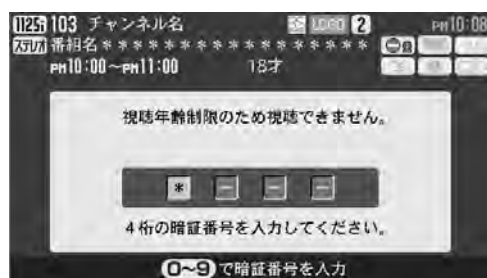 1125i 103 チャンネル名 LOGO 2 PM10:08
ステレオ 番組名＊＊＊＊＊＊＊＊＊＊＊＊＊＊＊＊
PM10:00～PM11:00 18才
視聴年齢制限のため視聴できません。
* － － －
4桁の暗証番号を入力してください。
0～9で暗証番号を入力